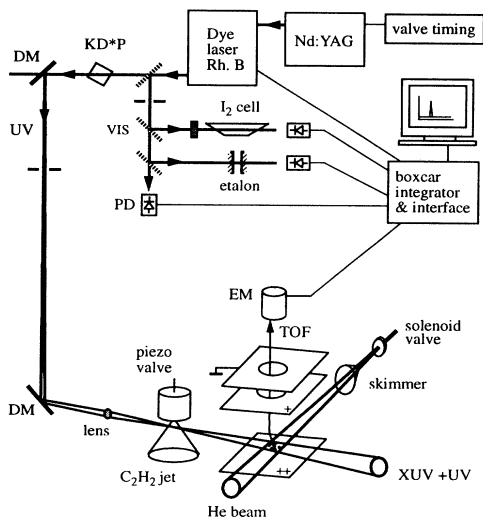 DM
KD*P
Dye
laser
Rh. B
Nd:YAG
valve timing
UV
VIS
I₂ cell
etalon
PD
boxcar
integrator
& interface
EM
TOF
solenoid
valve
skimmer
piezo
valve
DM
lens
C₂H₂ jet
+
++
He beam
XUV +UV